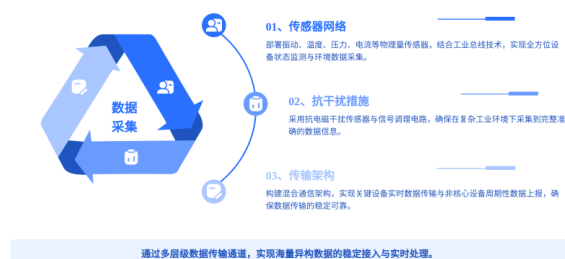 数据
采集
01、传感器网络
部署振动、温度、压力、电流等物理量传感器，结合工业总线技术，实现全方位设
备状态监测与环境数据采集。
02、抗干扰措施
采用抗电磁干扰传感器与信号调理电路，确保在复杂工业环境下采集到完整准
确的数据信息。
03、传输架构
构建混合通信架构，实现关键设备实时数据传输与非核心设备周期性数据上报，确
保数据传输的稳定可靠。
通过多层级数据传输通道，实现海量异构数据的稳定接入与实时处理。